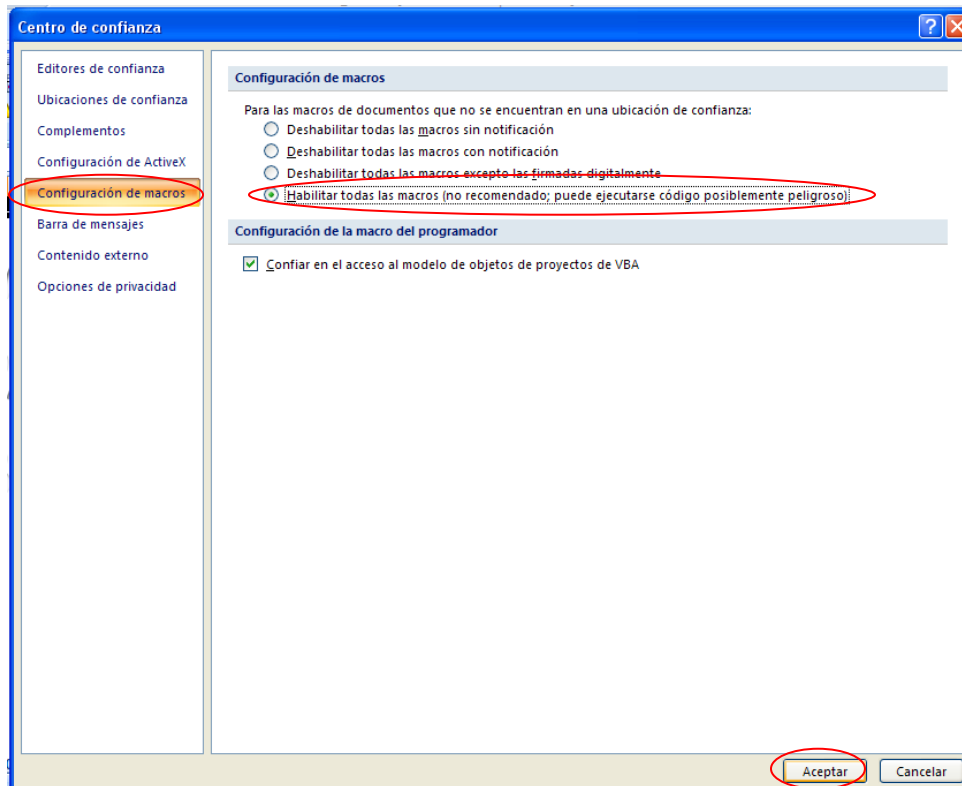 Centro de confianza
Editores de confianza
Ubicaciones de confianza
Complementos
Configuración de ActiveX
Configuración de macros
Barra de mensajes
Contenido externo
Opciones de privacidad
Configuración de macros
Para las macros de documentos que no se encuentran en una ubicación de confianza:
Deshabilitar todas las macros sin notificación
Deshabilitar todas las macros con notificación
Deshabilitar todas las macros excepto las firmadas digitalmente
Habilitar todas las macros (no recomendado; puede ejecutarse código posiblemente peligroso)
Configuración de la macro del programador
Confiar en el acceso al modelo de objetos de proyectos de VBA
Aceptar
Cancelar